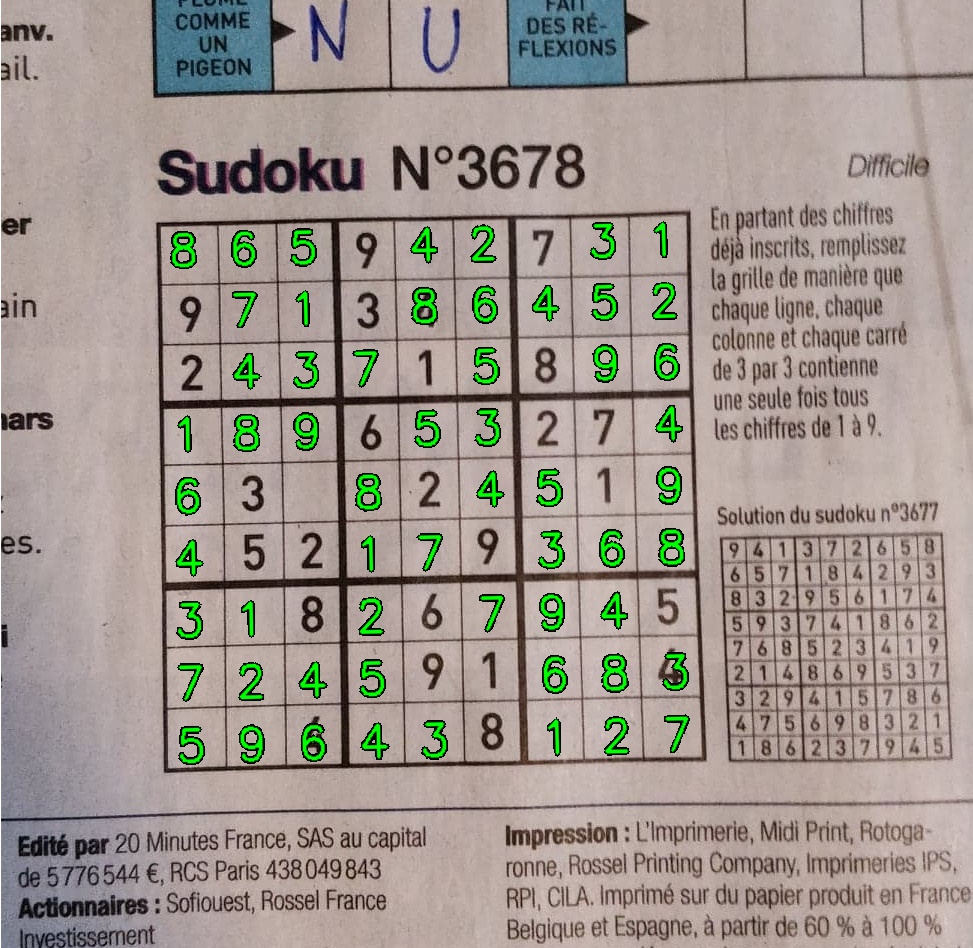 PLUME
COMME
UN
PIGEON
N U
FAIT
DES RÉ-
FLEXIONS
anv.
ail.
er
ain
ars
es.
i
Sudoku N°3678
Difficile
8 6 5 9 4 2 7 3 1
9 7 1 3 8 6 4 5 2
2 4 3 7 1 5 8 9 6
1 8 9 6 5 3 2 7 4
6 3 8 2 4 5 1 9
4 5 2 1 7 9 3 6 8
3 1 8 2 6 7 9 4 5
7 2 4 5 9 1 6 8 3
5 9 6 4 3 8 1 2 7
En partant des chiffres
déjà inscrits, remplissez
la grille de manière que
chaque ligne, chaque
colonne et chaque carré
de 3 par 3 contienne
une seule fois tous
les chiffres de 1 à 9.
Solution du sudoku n°3677
9 4 1 3 7 2 6 5 8
6 5 7 1 8 4 2 9 3
8 3 2 9 5 6 1 7 4
5 9 3 7 4 1 8 6 2
7 6 8 5 2 3 4 1 9
2 1 4 8 6 9 5 3 7
3 2 9 4 1 5 7 8 6
4 7 5 6 9 8 3 2 1
1 8 6 2 3 7 9 4 5
Edité par 20 Minutes France, SAS au capital
de 5 776 544 €, RCS Paris 438 049 843
Actionnaires : Sofiouest, Rossel France
Investissement
Impression : L'Imprimerie, Midi Print, Rotoga-
ronne, Rossel Printing Company, Imprimeries IPS,
RPI, CILA. Imprimé sur du papier produit en France
Belgique et Espagne, à partir de 60 % à 100 %